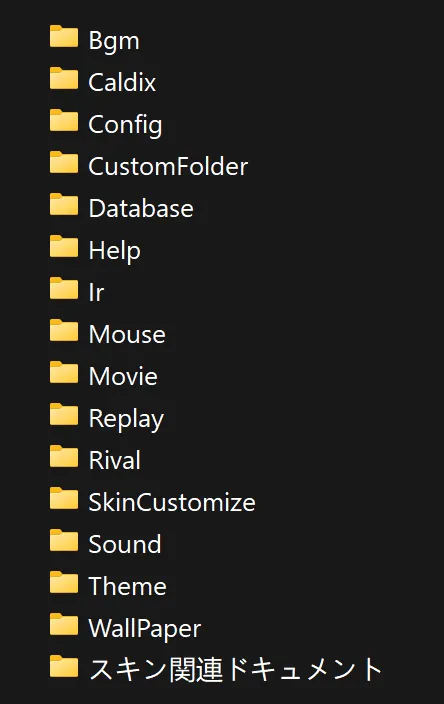 Bgm
Caldix
Config
CustomFolder
Database
Help
Ir
Mouse
Movie
Replay
Rival
SkinCustomize
Sound
Theme
WallPaper
スキン関連ドキュメント